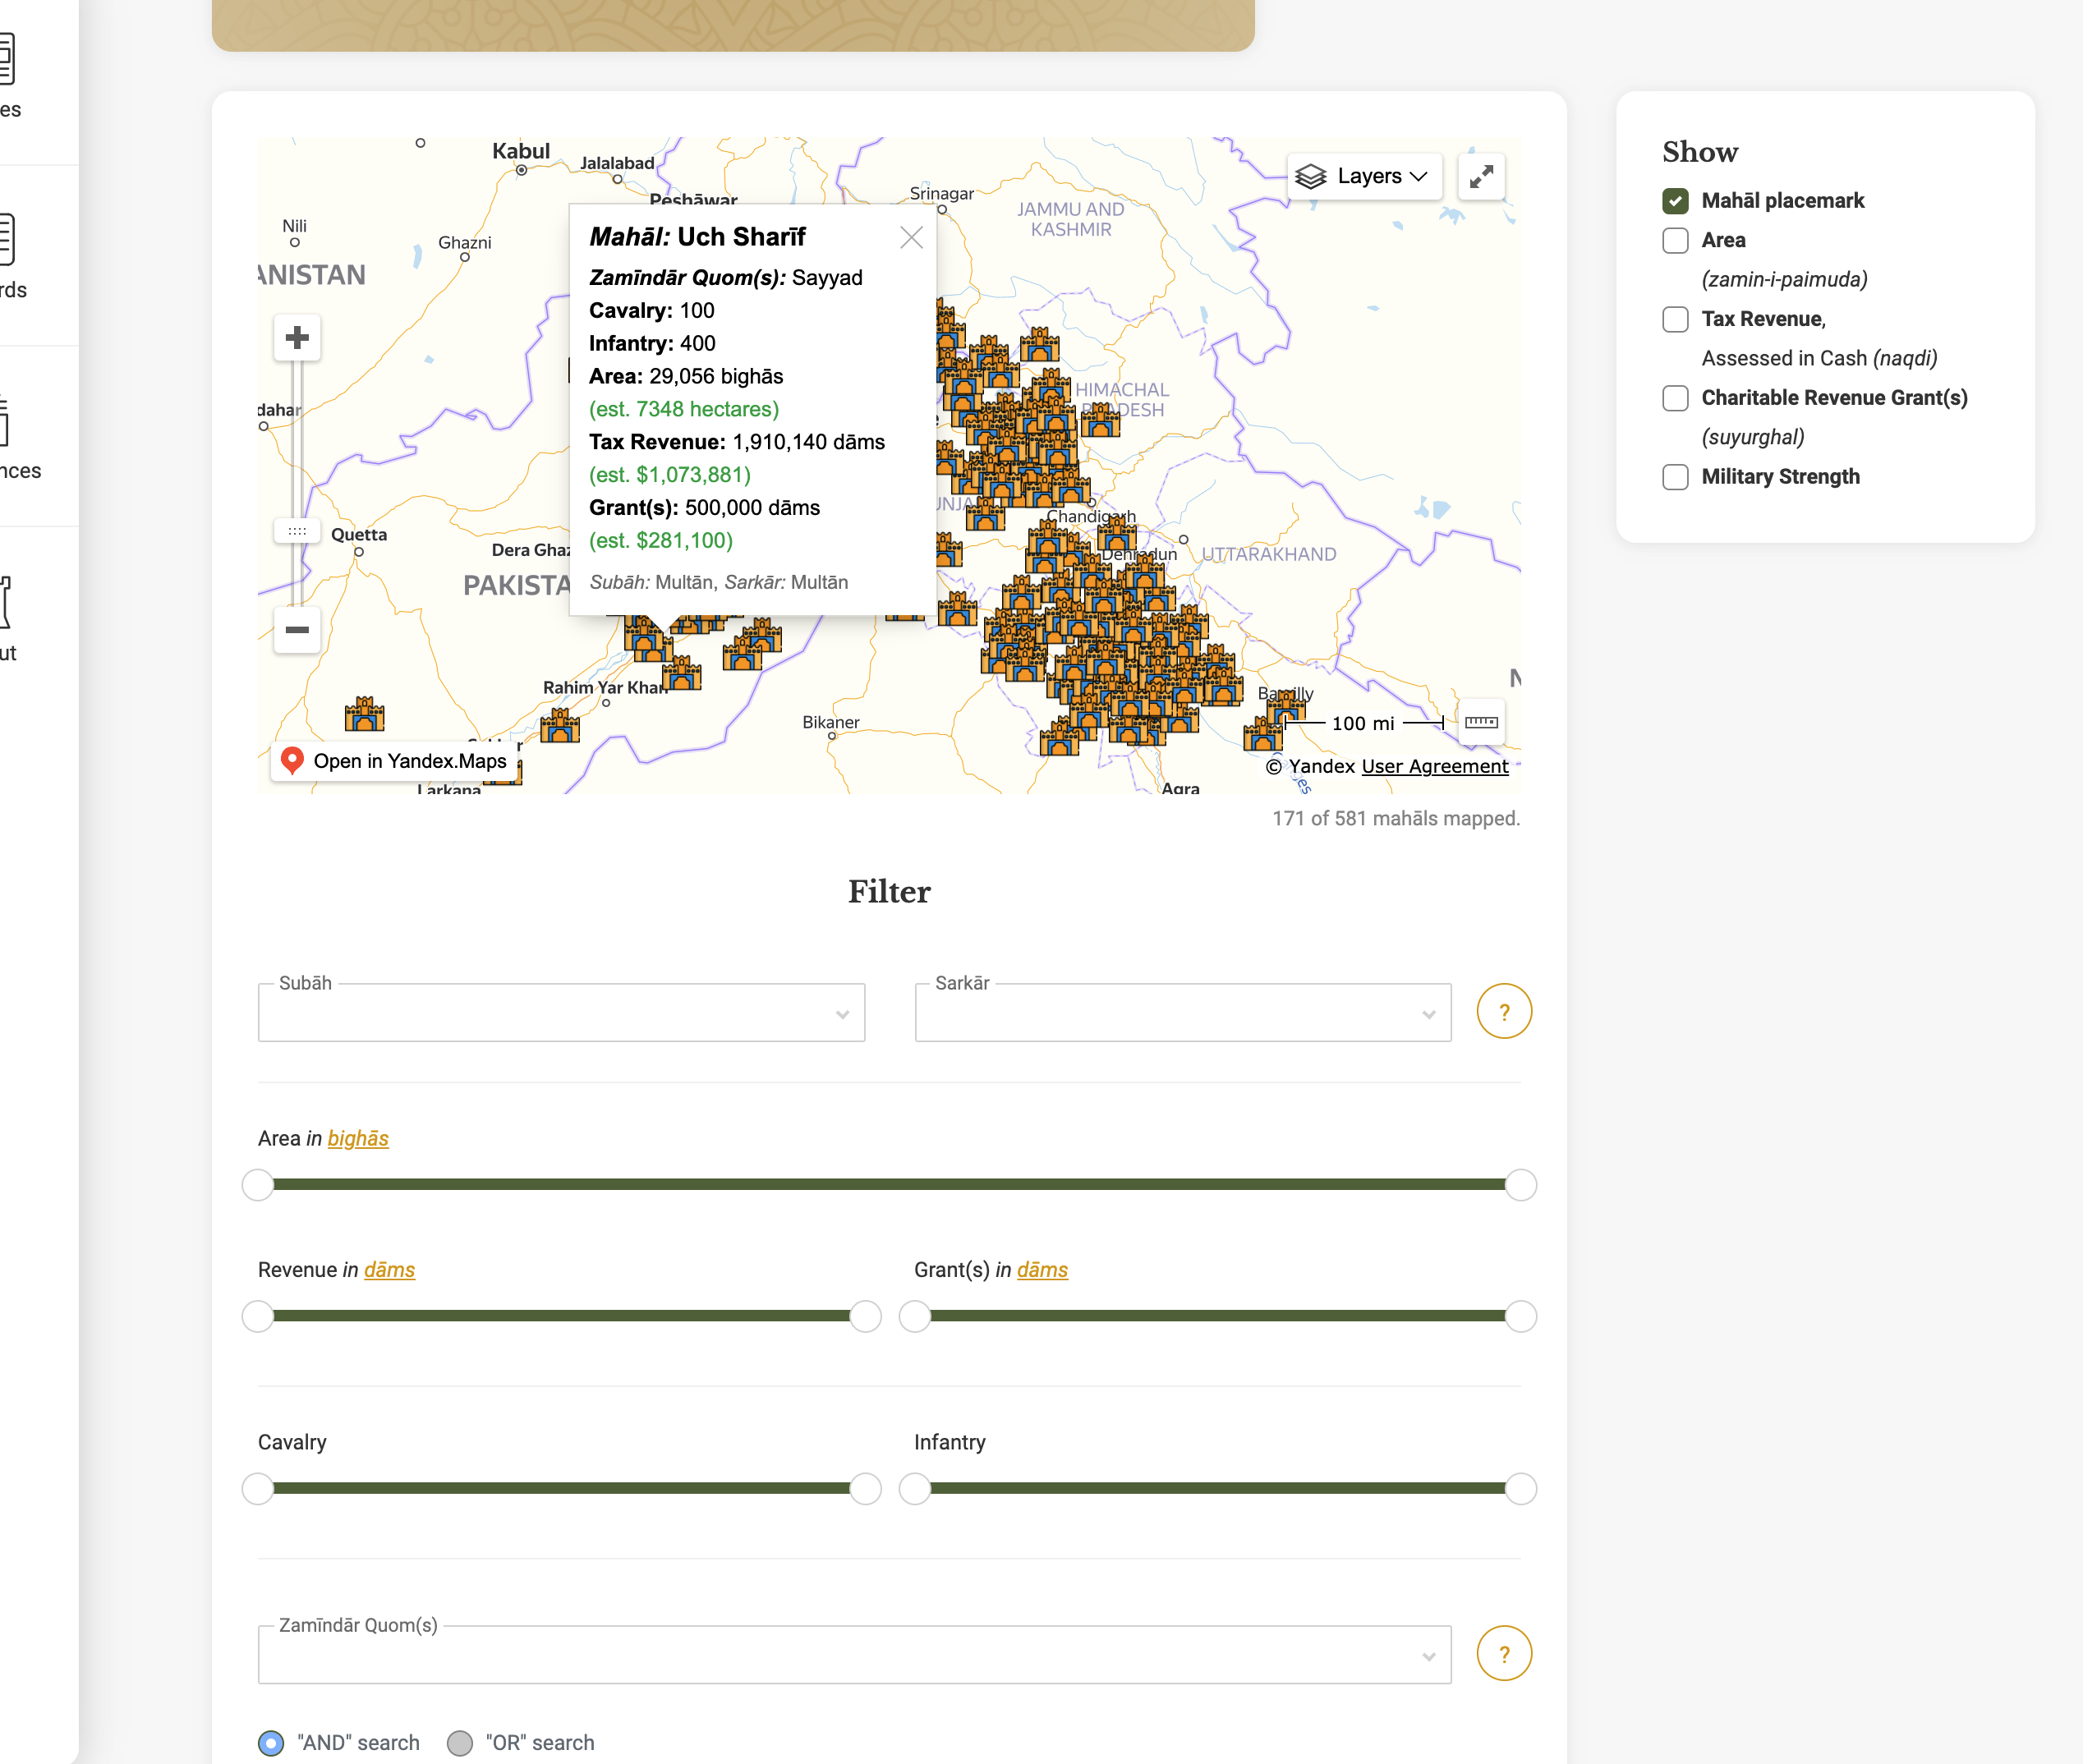 es
rds
nces
ut
Kabul
Jalalabad
Peshāwar
Srinagar
JAMMU AND
KASHMIR
Layers
Nili
Ghazni
ANISTAN
dahar
Quetta
Dera Ghaz
PAKISTA
Mahāl: Uch Sharīf
Zamīndār Quom(s): Sayyad
Cavalry: 100
Infantry: 400
Area: 29,056 bighās
(est. 7348 hectares)
Tax Revenue: 1,910,140 dāms
(est. $1,073,881)
Grant(s): 500,000 dāms
(est. $281,100)
Subāh: Multān, Sarkār: Multān
HIMACHAL
Chandigarh
Dehradun
UTTARAKHAND
Rahim Yar Khan
Bikaner
100 mi
Open in Yandex.Maps
© Yandex User Agreement
Larkana
Agra
171 of 581 mahāls mapped.
Show
Mahāl placemark
Area
(zamin-i-paimuda)
Tax Revenue,
Assessed in Cash (naqdi)
Charitable Revenue Grant(s)
(suyurghal)
Military Strength
Filter
Subāh
Sarkār
?
Area in bighās
Revenue in dāms
Grant(s) in dāms
Cavalry
Infantry
Zamīndār Quom(s)
?
"AND" search
"OR" search